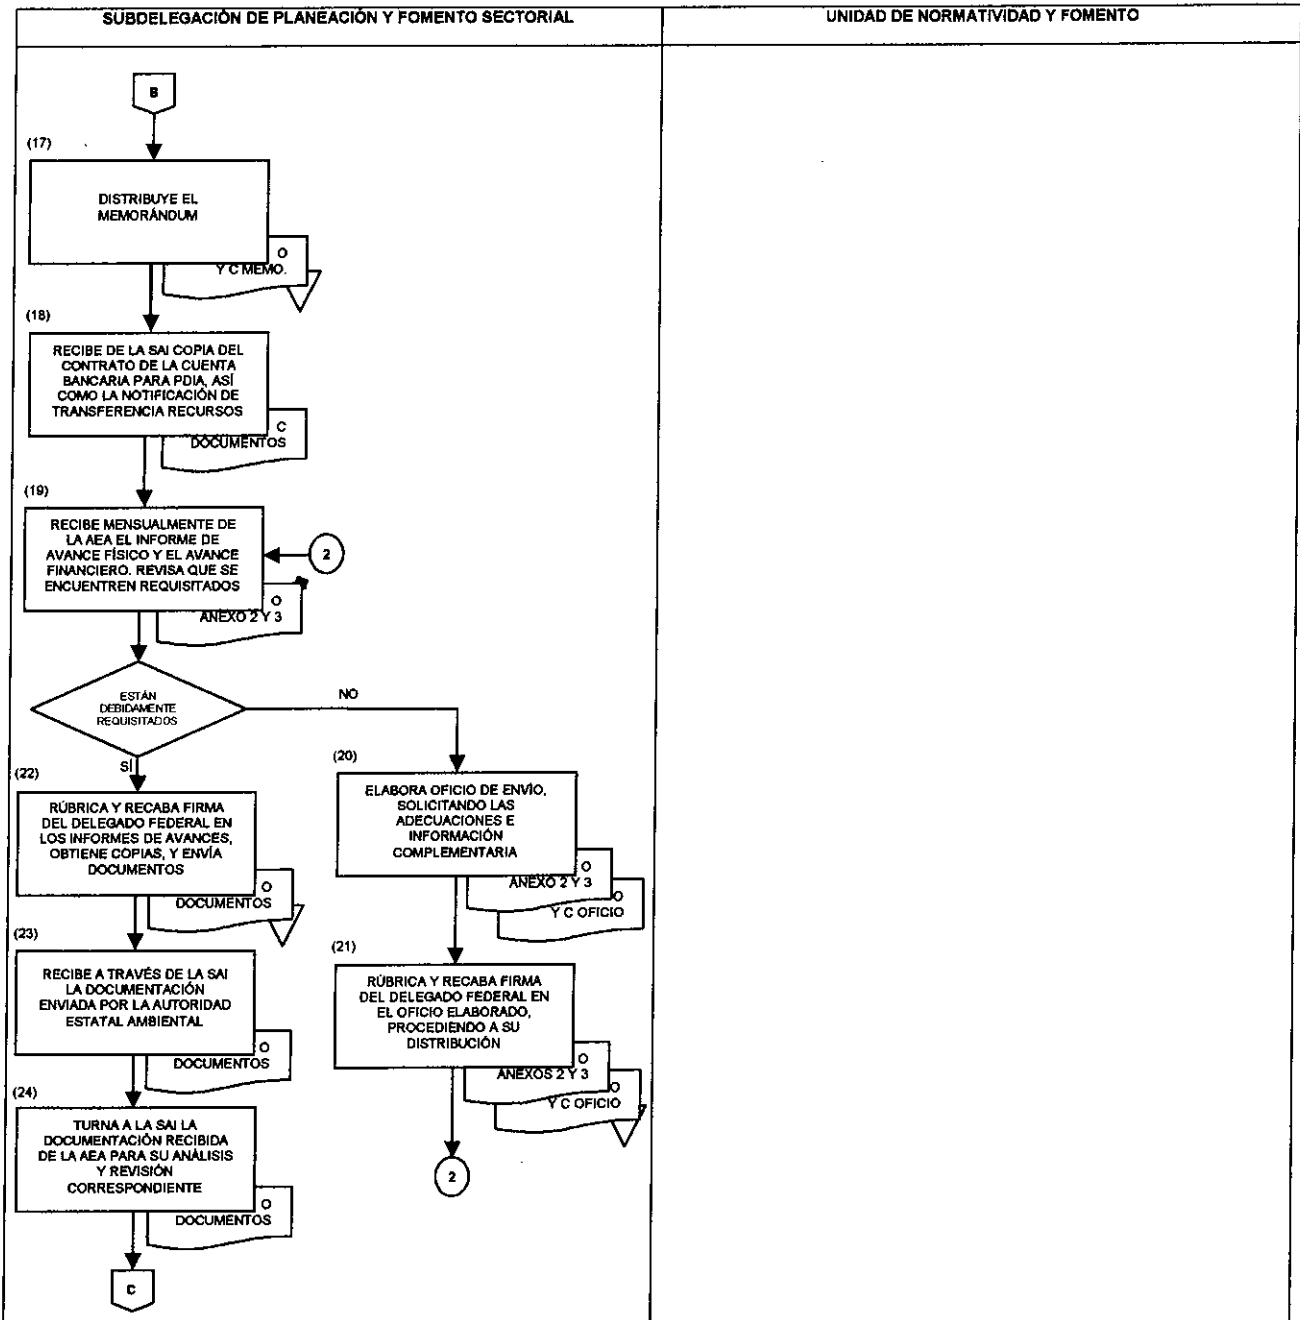 SUBDELEGACIÓN DE PLANEACIÓN Y FOMENTO SECTORIAL
UNIDAD DE NORMATIVIDAD Y FOMENTO
B
(17)
DISTRIBUYE EL
MEMORÁNDUM
O
Y C MEMO.
(18)
RECIBE DE LA SAI COPIA DEL
CONTRATO DE LA CUENTA
BANCARIA PARA PDIA, ASÍ
COMO LA NOTIFICACIÓN DE
TRANSFERENCIA RECURSOS
C
DOCUMENTOS
(19)
RECIBE MENSUALMENTE DE
LA AEA EL INFORME DE
AVANCE FÍSICO Y EL AVANCE
FINANCIERO. REVISA QUE SE
ENCUENTREN REQUISITADOS
2
O
ANEXO 2 Y 3
ESTÁN
DEBIDAMENTE
REQUISITADOS
NO
SÍ
(22)
RÚBRICA Y RECABA FIRMA
DEL DELEGADO FEDERAL EN
LOS INFORMES DE AVANCES,
OBTIENE COPIAS, Y ENVÍA
DOCUMENTOS
O
DOCUMENTOS
(20)
ELABORA OFICIO DE ENVÍO,
SOLICITANDO LAS
ADECUACIONES E
INFORMACIÓN
COMPLEMENTARIA
O
ANEXO 2 Y 3
O
Y C OFICIO
(23)
RECIBE A TRAVÉS DE LA SAI
LA DOCUMENTACIÓN
ENVIADA POR LA AUTORIDAD
ESTATAL AMBIENTAL
O
DOCUMENTOS
(21)
RÚBRICA Y RECABA FIRMA
DEL DELEGADO FEDERAL EN
EL OFICIO ELABORADO,
PROCEDIENDO A SU
DISTRIBUCIÓN
O
ANEXOS 2 Y 3
O
Y C OFICIO
2
(24)
TURNA A LA SAI LA
DOCUMENTACIÓN RECIBIDA
DE LA AEA PARA SU ANÁLISIS
Y REVISIÓN
CORRESPONDIENTE
O
DOCUMENTOS
C